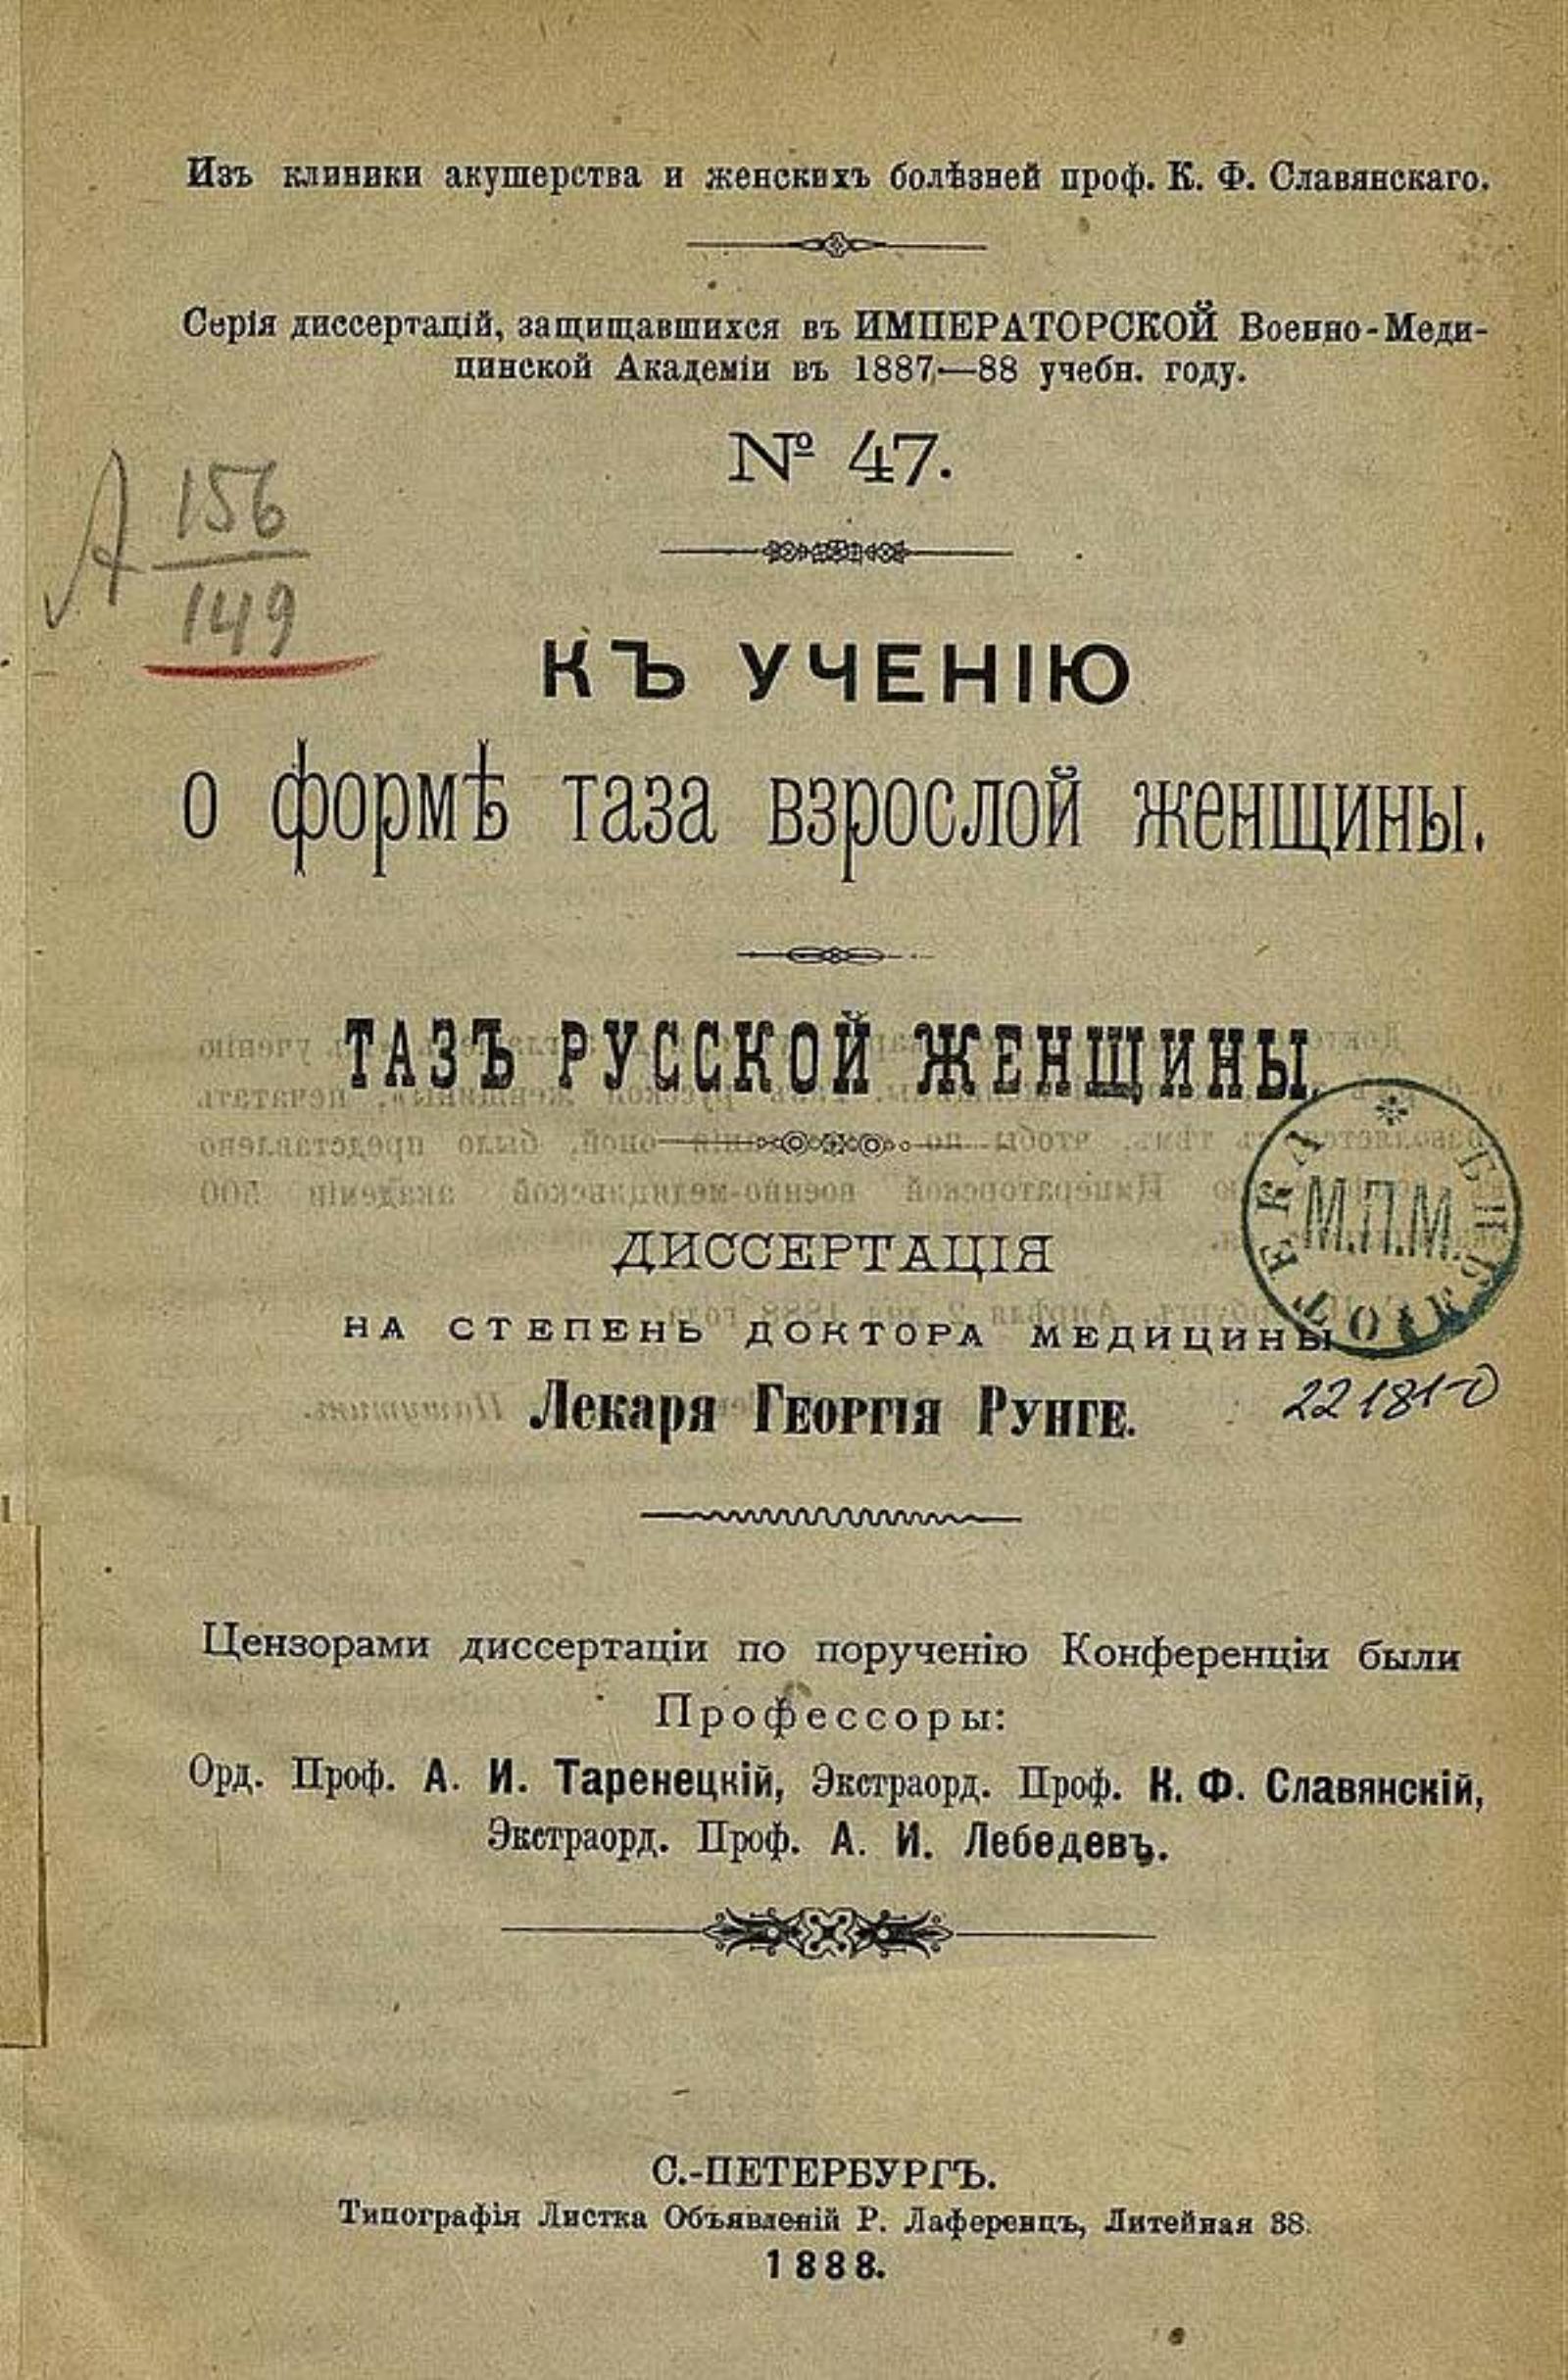 Изъ клиники акушерства и женскихъ болѣзней проф. К. Ф. Славянскаго.
Серія диссертацій, защищавшихся въ ИМПЕРАТОРСКОЙ Военно-Меди-
цинской Академіи въ 1887—88 учебн. году.
№ 47.
А 156
149
КЪ УЧЕНІЮ
о формѣ таза взрослой женщины.
ТАЗЪ РУССКОЙ ЖЕНЩИНЫ.
БИБЛІОТЕКА
М.П.М.
ДИССЕРТАЦІЯ
НА СТЕПЕНЬ ДОКТОРА МЕДИЦИНЫ
Лекаря ГЕОРГІЯ РУНГЕ.
221810
Цензорами диссертаціи по порученію Конференціи были
Профессоры:
Орд. Проф. А. И. Таренецкій, Экстраорд. Проф. К. Ф. Славянскій,
Экстраорд. Проф. А. И. Лебедевъ.
С.-ПЕТЕРБУРГЪ.
Типографія Листка Объявленій Р. Лаференцъ, Литейная 38.
1888.